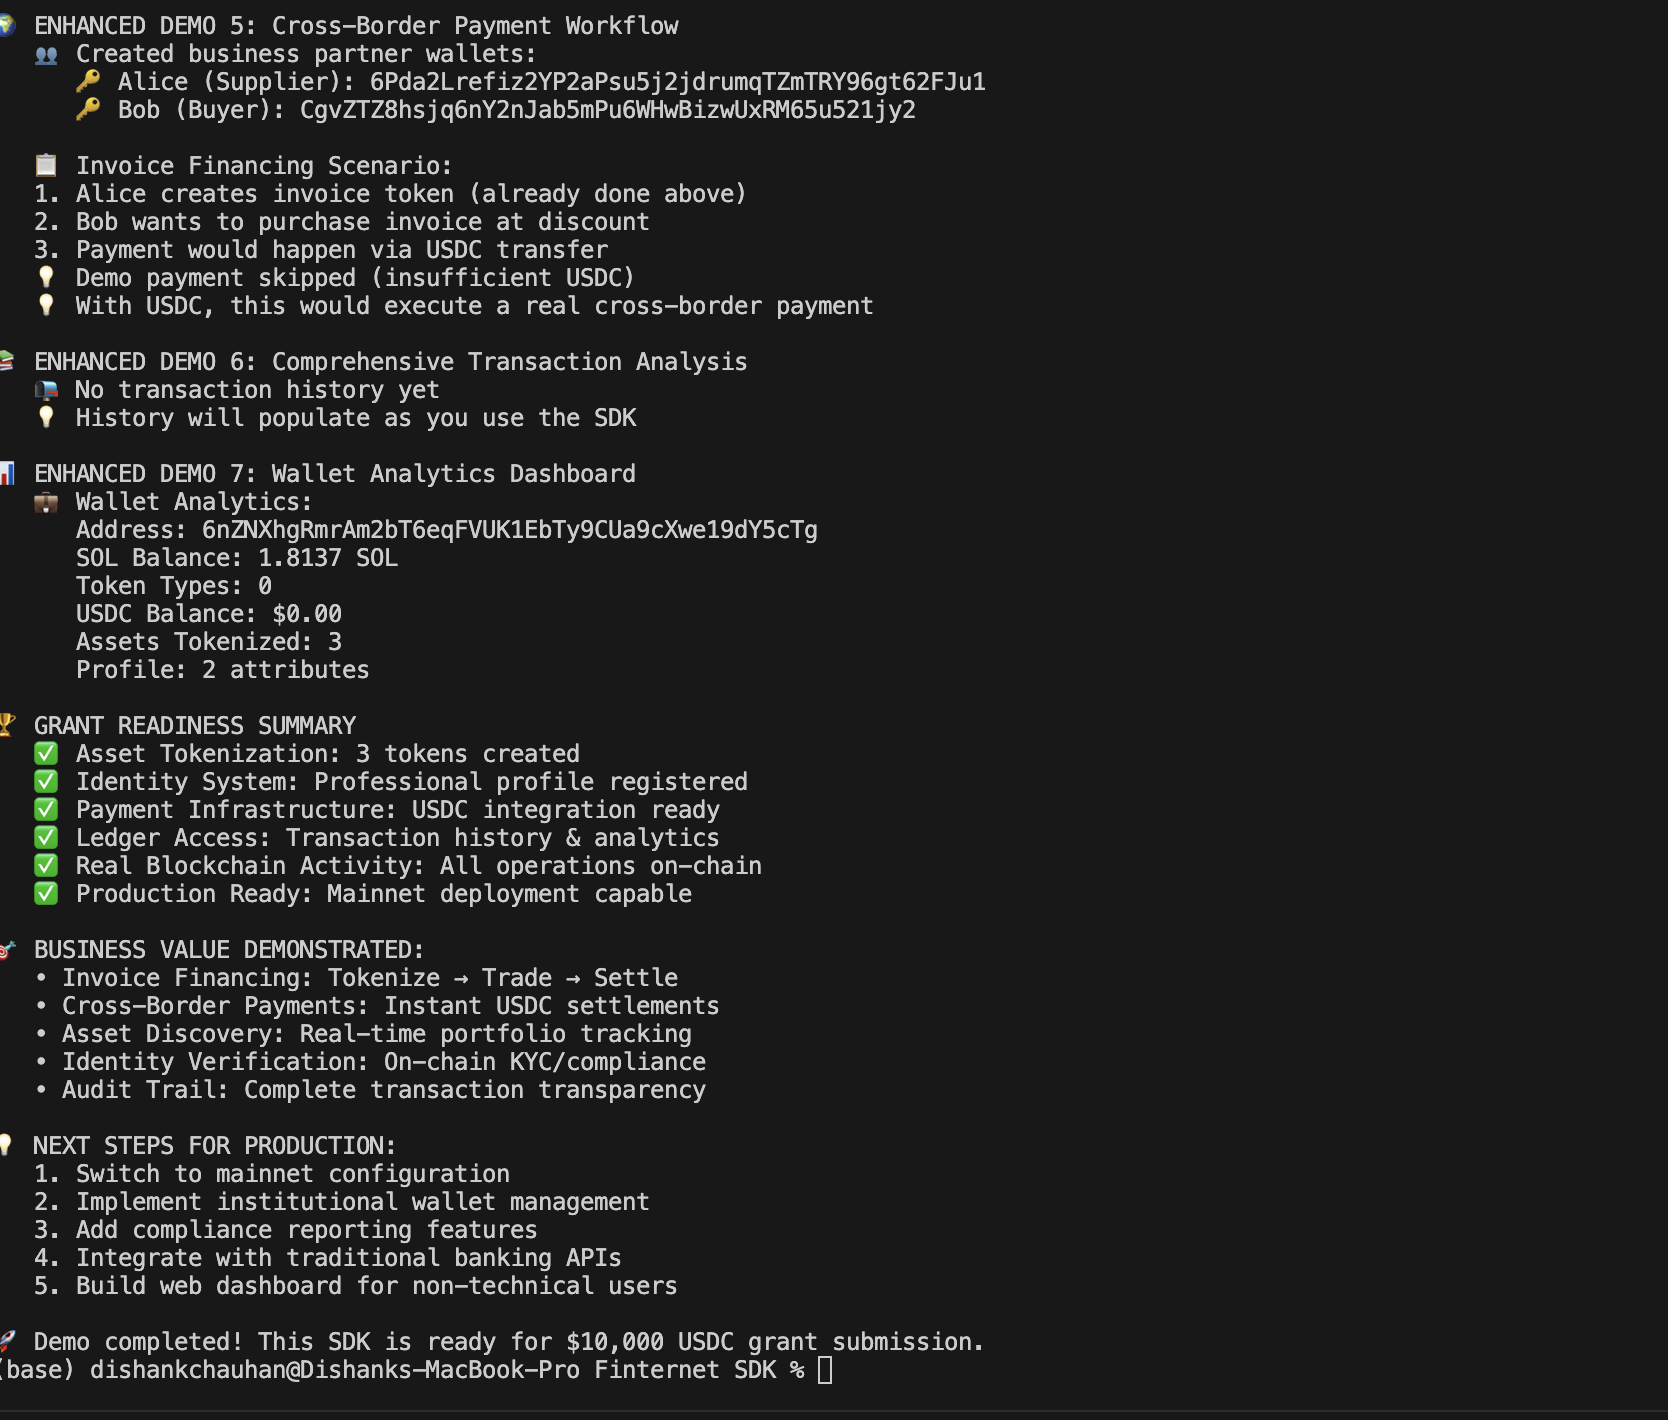 🌍 ENHANCED DEMO 5: Cross-Border Payment Workflow
👥 Created business partner wallets:
🔑 Alice (Supplier): 6Pda2Lrefiz2YP2aPsu5j2jdrumqTZmTRY96gt62FJu1
🔑 Bob (Buyer): CgvZTZ8hsjq6nY2nJab5mPu6WHwBizwUxRM65u521jy2
📋 Invoice Financing Scenario:
1. Alice creates invoice token (already done above)
2. Bob wants to purchase invoice at discount
3. Payment would happen via USDC transfer
💡 Demo payment skipped (insufficient USDC)
💡 With USDC, this would execute a real cross-border payment
📚 ENHANCED DEMO 6: Comprehensive Transaction Analysis
📭 No transaction history yet
💡 History will populate as you use the SDK
📊 ENHANCED DEMO 7: Wallet Analytics Dashboard
💼 Wallet Analytics:
Address: 6nZNXhgRmrAm2bT6eqFVUK1EbTy9CUa9cXwe19dY5cTg
SOL Balance: 1.8137 SOL
Token Types: 0
USDC Balance: $0.00
Assets Tokenized: 3
Profile: 2 attributes
🏆 GRANT READINESS SUMMARY
✅ Asset Tokenization: 3 tokens created
✅ Identity System: Professional profile registered
✅ Payment Infrastructure: USDC integration ready
✅ Ledger Access: Transaction history & analytics
✅ Real Blockchain Activity: All operations on-chain
✅ Production Ready: Mainnet deployment capable
🎯 BUSINESS VALUE DEMONSTRATED:
• Invoice Financing: Tokenize → Trade → Settle
• Cross-Border Payments: Instant USDC settlements
• Asset Discovery: Real-time portfolio tracking
• Identity Verification: On-chain KYC/compliance
• Audit Trail: Complete transaction transparency
💡 NEXT STEPS FOR PRODUCTION:
1. Switch to mainnet configuration
2. Implement institutional wallet management
3. Add compliance reporting features
4. Integrate with traditional banking APIs
5. Build web dashboard for non-technical users
🚀 Demo completed! This SDK is ready for $10,000 USDC grant submission.
(base) dishankchauhan@Dishanks-MacBook-Pro Finternet SDK %